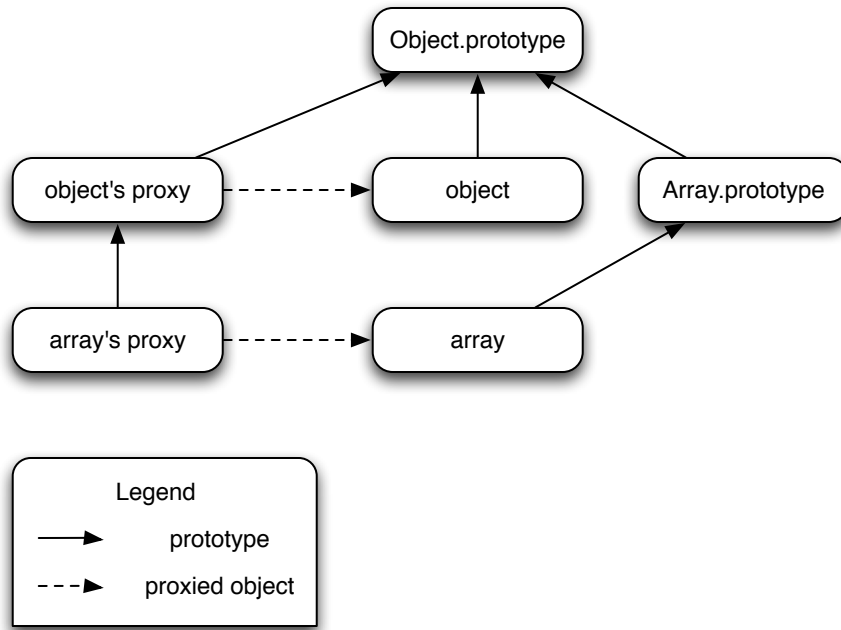 Object.prototype
object's proxy
object
Array.prototype
array's proxy
array
Legend
prototype
proxied object